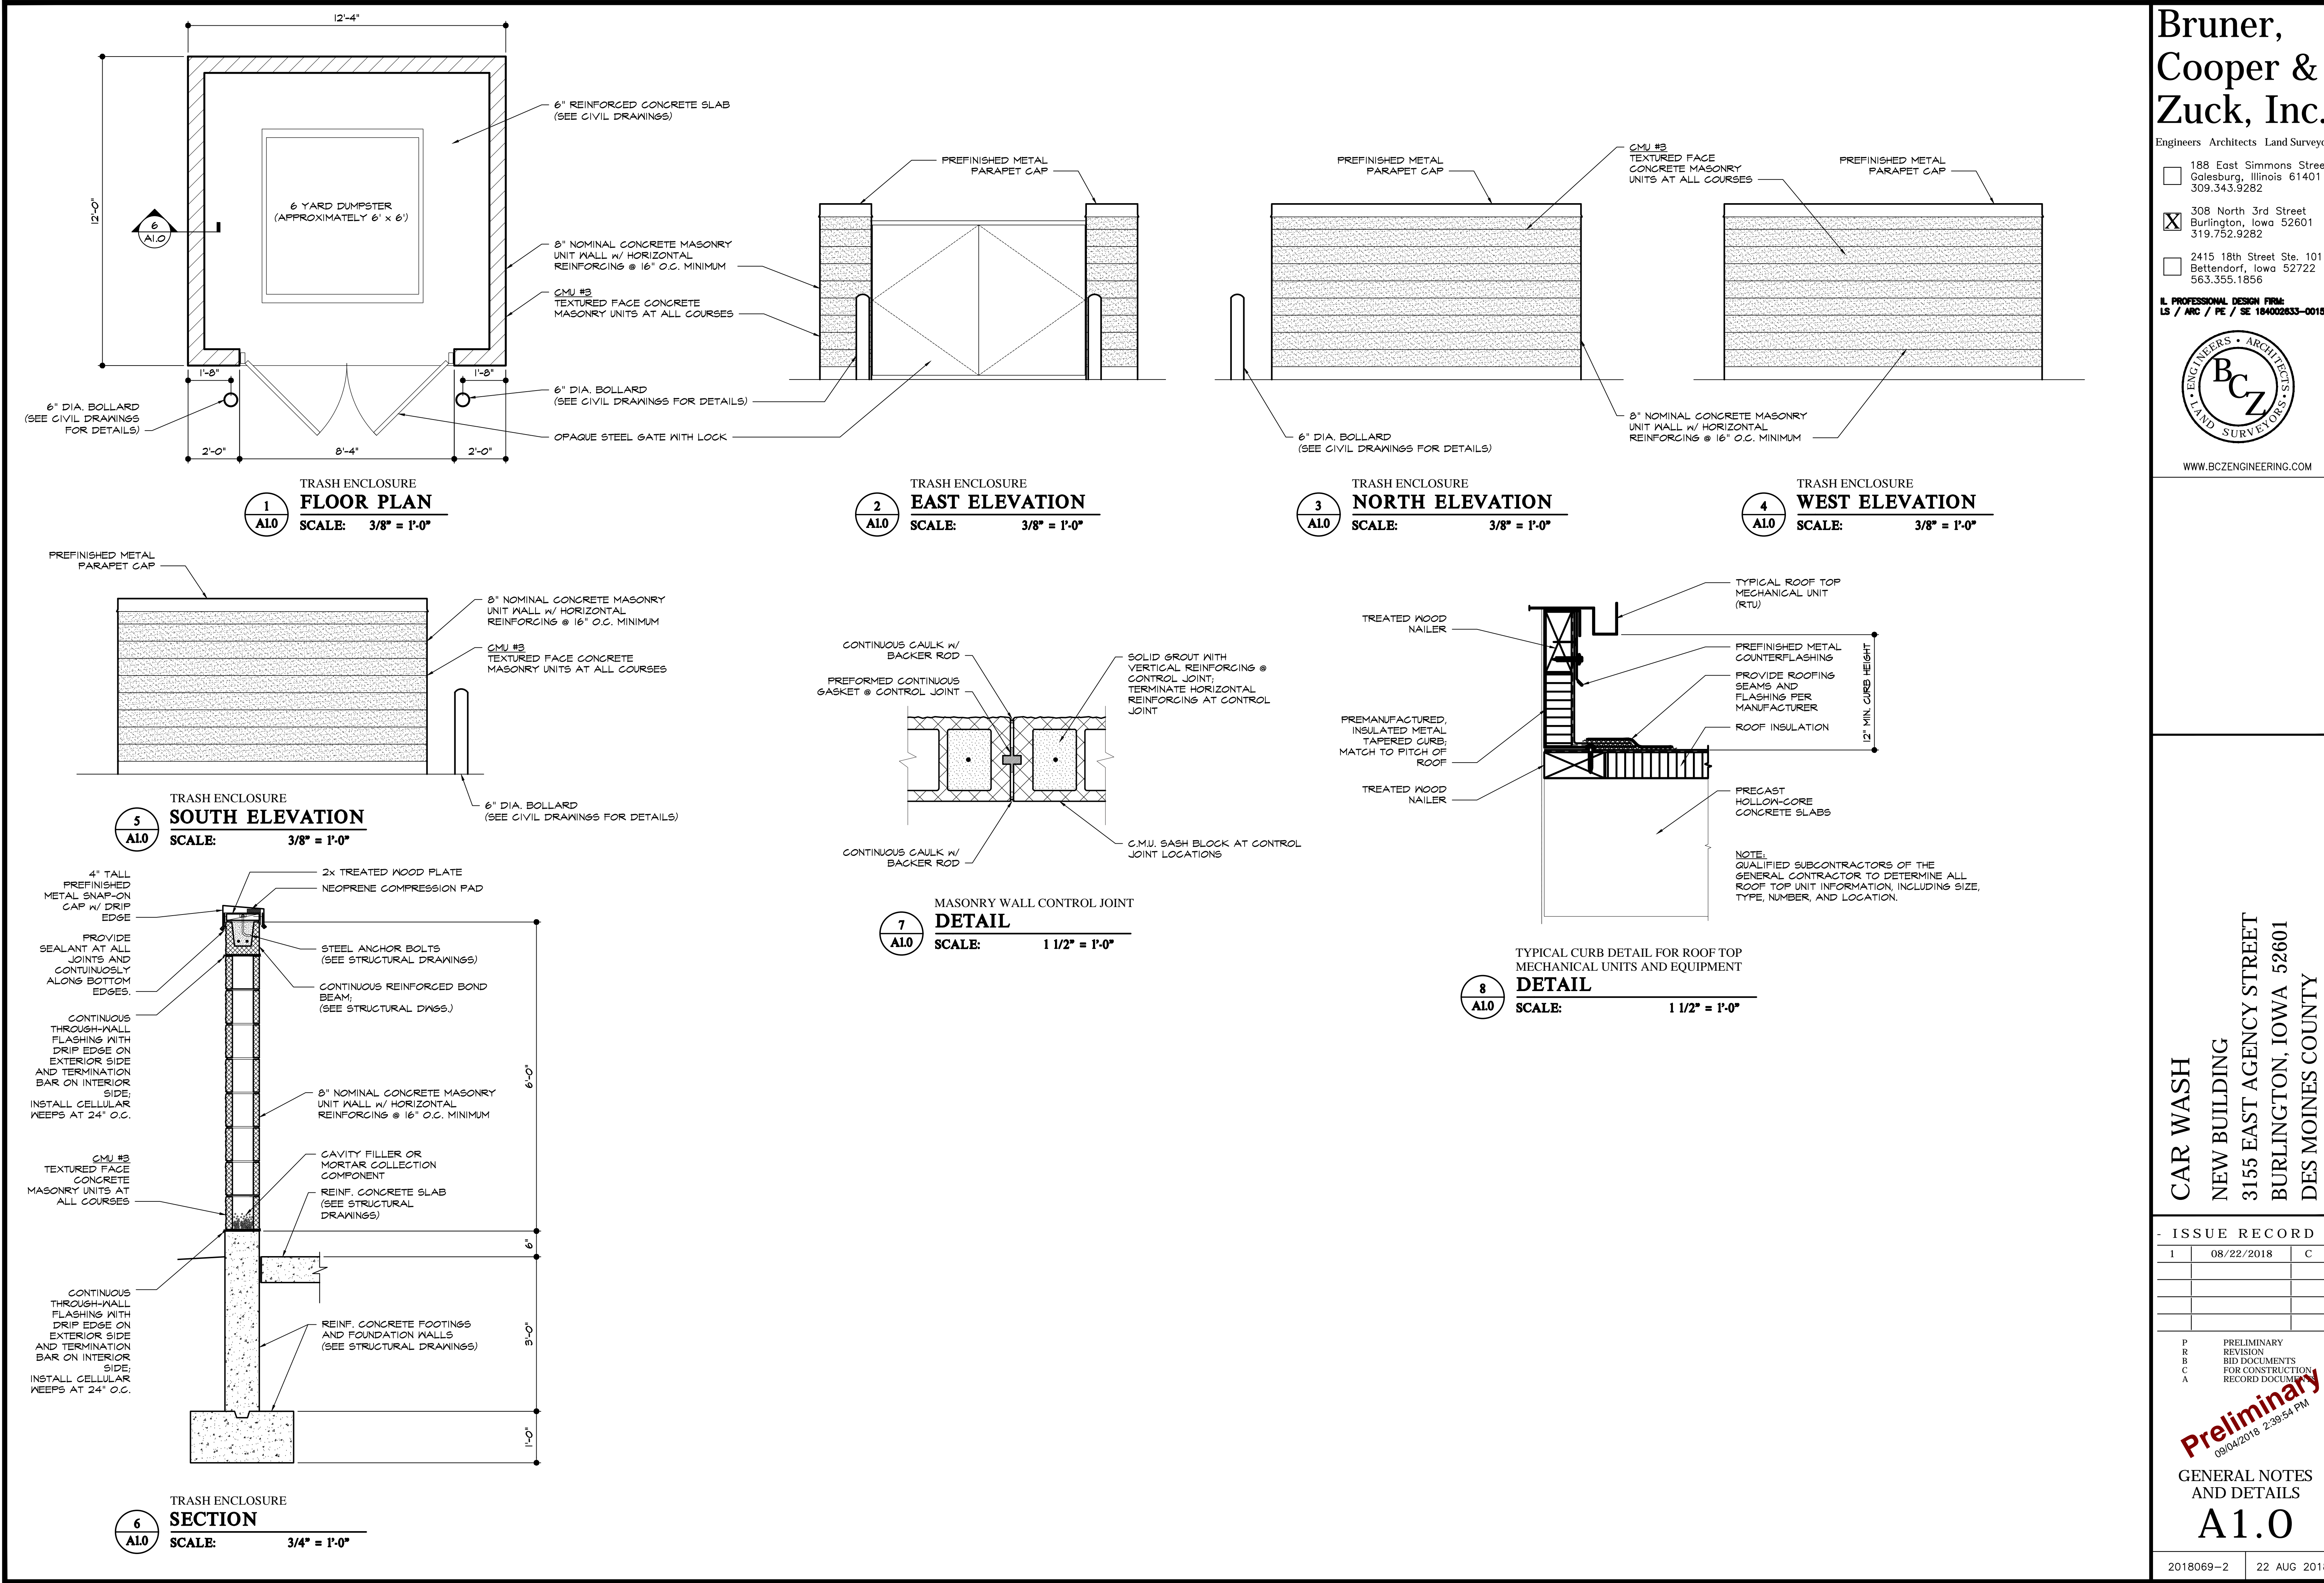 12'-4"
12'-0"
6" REINFORCED CONCRETE SLAB
(SEE CIVIL DRAWINGS)
6 YARD DUMPSTER
(APPROXIMATELY 6' x 6')
6
A1.0
8" NOMINAL CONCRETE MASONRY
UNIT WALL w/ HORIZONTAL
REINFORCING @ 16" O.C. MINIMUM
CMU #3
TEXTURED FACE CONCRETE
MASONRY UNITS AT ALL COURSES
1'-8"
1'-8"
6" DIA. BOLLARD
(SEE CIVIL DRAWINGS
FOR DETAILS)
6" DIA. BOLLARD
(SEE CIVIL DRAWINGS FOR DETAILS)
OPAQUE STEEL GATE WITH LOCK
2'-0"
8'-4"
2'-0"
TRASH ENCLOSURE
1
A1.0
FLOOR PLAN
SCALE: 3/8" = 1'-0"
PREFINISHED METAL
PARAPET CAP
TRASH ENCLOSURE
2
A1.0
EAST ELEVATION
SCALE: 3/8" = 1'-0"
PREFINISHED METAL
PARAPET CAP
CMU #3
TEXTURED FACE
CONCRETE MASONRY
UNITS AT ALL COURSES
6" DIA. BOLLARD
(SEE CIVIL DRAWINGS FOR DETAILS)
8" NOMINAL CONCRETE MASONRY
UNIT WALL w/ HORIZONTAL
REINFORCING @ 16" O.C. MINIMUM
TRASH ENCLOSURE
3
A1.0
NORTH ELEVATION
SCALE: 3/8" = 1'-0"
PREFINISHED METAL
PARAPET CAP
TRASH ENCLOSURE
4
A1.0
WEST ELEVATION
SCALE: 3/8" = 1'-0"
PREFINISHED METAL
PARAPET CAP
8" NOMINAL CONCRETE MASONRY
UNIT WALL w/ HORIZONTAL
REINFORCING @ 16" O.C. MINIMUM
CMU #3
TEXTURED FACE CONCRETE
MASONRY UNITS AT ALL COURSES
6" DIA. BOLLARD
(SEE CIVIL DRAWINGS FOR DETAILS)
TRASH ENCLOSURE
5
A1.0
SOUTH ELEVATION
SCALE: 3/8" = 1'-0"
4" TALL
PREFINISHED
METAL SNAP-ON
CAP w/ DRIP
EDGE
PROVIDE
SEALANT AT ALL
JOINTS AND
CONTUINUOSLY
ALONG BOTTOM
EDGES.
CONTINUOUS
THROUGH-WALL
FLASHING WITH
DRIP EDGE ON
EXTERIOR SIDE
AND TERMINATION
BAR ON INTERIOR
SIDE;
INSTALL CELLULAR
WEEPS AT 24" O.C.
CMU #3
TEXTURED FACE
CONCRETE
MASONRY UNITS AT
ALL COURSES
CONTINUOUS
THROUGH-WALL
FLASHING WITH
DRIP EDGE ON
EXTERIOR SIDE
AND TERMINATION
BAR ON INTERIOR
SIDE;
INSTALL CELLULAR
WEEPS AT 24" O.C.
2x TREATED WOOD PLATE
NEOPRENE COMPRESSION PAD
STEEL ANCHOR BOLTS
(SEE STRUCTURAL DRAWINGS)
CONTINUOUS REINFORCED BOND
BEAM;
(SEE STRUCTURAL DWGS.)
8" NOMINAL CONCRETE MASONRY
UNIT WALL w/ HORIZONTAL
REINFORCING @ 16" O.C. MINIMUM
CAVITY FILLER OR
MORTAR COLLECTION
COMPONENT
REINF. CONCRETE SLAB
(SEE STRUCTURAL
DRAWINGS)
REINF. CONCRETE FOOTINGS
AND FOUNDATION WALLS
(SEE STRUCTURAL DRAWINGS)
6'-0"
6"
3'-0"
1'-0"
TRASH ENCLOSURE
6
A1.0
SECTION
SCALE: 3/4" = 1'-0"
CONTINUOUS CAULK w/
BACKER ROD
PREFORMED CONTINUOUS
GASKET @ CONTROL JOINT
SOLID GROUT WITH
VERTICAL REINFORCING @
CONTROL JOINT;
TERMINATE HORIZONTAL
REINFORCING AT CONTROL
JOINT
CONTINUOUS CAULK w/
BACKER ROD
C.M.U. SASH BLOCK AT CONTROL
JOINT LOCATIONS
MASONRY WALL CONTROL JOINT
7
A1.0
DETAIL
SCALE: 1 1/2" = 1'-0"
TREATED WOOD
NAILER
PREMANUFACTURED,
INSULATED METAL
TAPERED CURB;
MATCH TO PITCH OF
ROOF
TREATED WOOD
NAILER
TYPICAL ROOF TOP
MECHANICAL UNIT
(RTU)
PREFINISHED METAL
COUNTERFLASHING
PROVIDE ROOFING
SEAMS AND
FLASHING PER
MANUFACTURER
ROOF INSULATION
12" MIN. CURB HEIGHT
PRECAST
HOLLOW-CORE
CONCRETE SLABS
NOTE:
QUALIFIED SUBCONTRACTORS OF THE
GENERAL CONTRACTOR TO DETERMINE ALL
ROOF TOP UNIT INFORMATION, INCLUDING SIZE,
TYPE, NUMBER, AND LOCATION.
TYPICAL CURB DETAIL FOR ROOF TOP
MECHANICAL UNITS AND EQUIPMENT
8
A1.0
DETAIL
SCALE: 1 1/2" = 1'-0"
Bruner,
Cooper &
Zuck, Inc.
Engineers Architects Land Surveyo
188 East Simmons Stree
Galesburg, Illinois 61401
309.343.9282
X
308 North 3rd Street
Burlington, Iowa 52601
319.752.9282
2415 18th Street Ste. 101
Bettendorf, Iowa 52722
563.355.1856
IL PROFESSIONAL DESIGN FIRM:
LS / ARC / PE / SE 184002633-0015
ENGINEERS • ARCHITECTS • LAND SURVEYORS •
BCZ
WWW.BCZENGINEERING.COM
CAR WASH
NEW BUILDING
3155 EAST AGENCY STREET
BURLINGTON, IOWA 52601
DES MOINES COUNTY
- ISSUE RECORD
1 08/22/2018 C
P PRELIMINARY
R REVISION
B BID DOCUMENTS
C FOR CONSTRUCTION
A RECORD DOCUMENTS
Preliminary
09/04/2018 2:39:54 PM
GENERAL NOTES
AND DETAILS
A1.0
2018069-2 22 AUG 2018